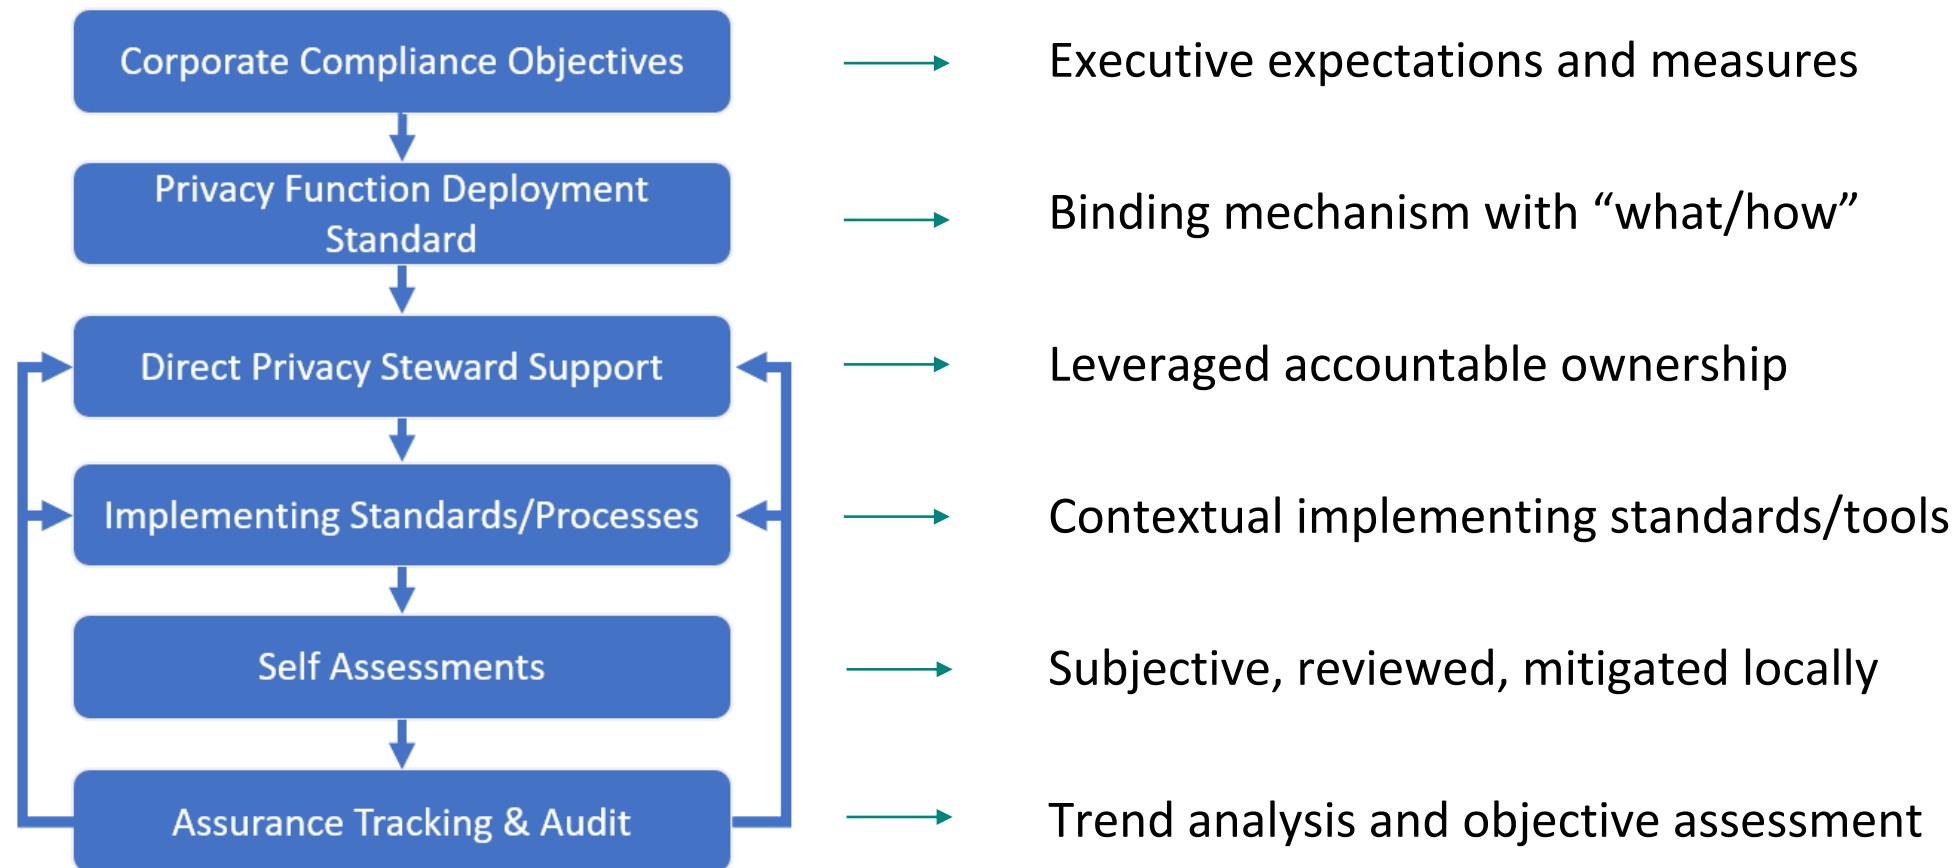 Corporate Compliance Objectives
Executive expectations and measures
Privacy Function Deployment
Standard
Binding mechanism with “what/how”
Direct Privacy Steward Support
Leveraged accountable ownership
Implementing Standards/Processes
Contextual implementing standards/tools
Self Assessments
Subjective, reviewed, mitigated locally
Assurance Tracking & Audit
Trend analysis and objective assessment